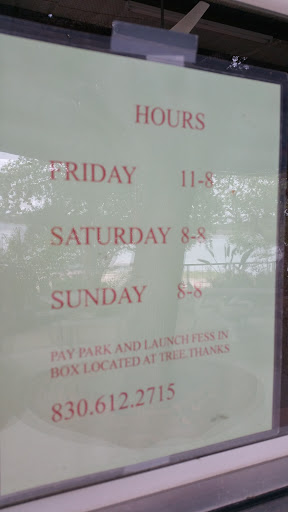 HOURS
FRIDAY 11-8
SATURDAY 8-8
SUNDAY 8-8
PAY PARK AND LAUNCH FESS IN
BOX LOCATED AT TREE.THANKS
830.612.2715